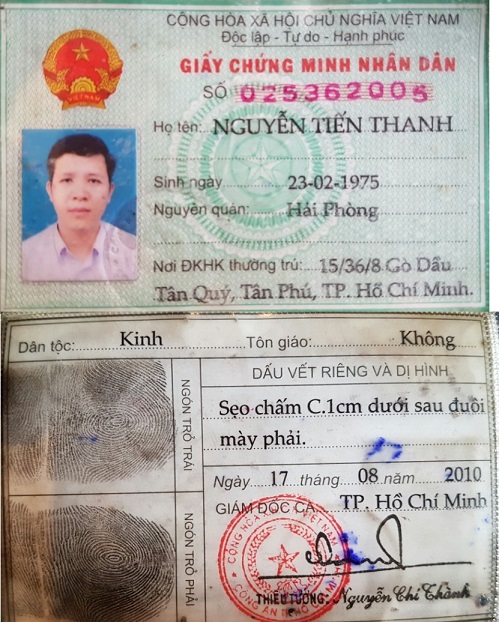 CỘNG HÒA XÃ HỘI CHỦ NGHĨA VIỆT NAM
Độc lập - Tự do - Hạnh phúc
GIẤY CHỨNG MINH NHÂN DÂN
SỐ 025362005
Họ tên: NGUYỄN TIẾN THANH
Sinh ngày 23-02-1975
Nguyên quán: Hải Phòng
Nơi ĐKHK thường trú: 15/36/8 Gò Dầu
Tân Quý, Tân Phú, TP. Hồ Chí Minh.
VIỆT NAM
Dân tộc: Kinh Tôn giáo: Không
NGÓN TRỎ TRÁI
NGÓN TRỎ PHẢI
DẤU VẾT RIÊNG VÀ DỊ HÌNH
Sẹo chấm C.1cm dưới sau đuôi
mày phải.
Ngày 17 tháng 08 năm 2010
GIÁM ĐỐC CA TP. Hồ Chí Minh
THIẾU TƯỚNG: Nguyễn Chí Thành